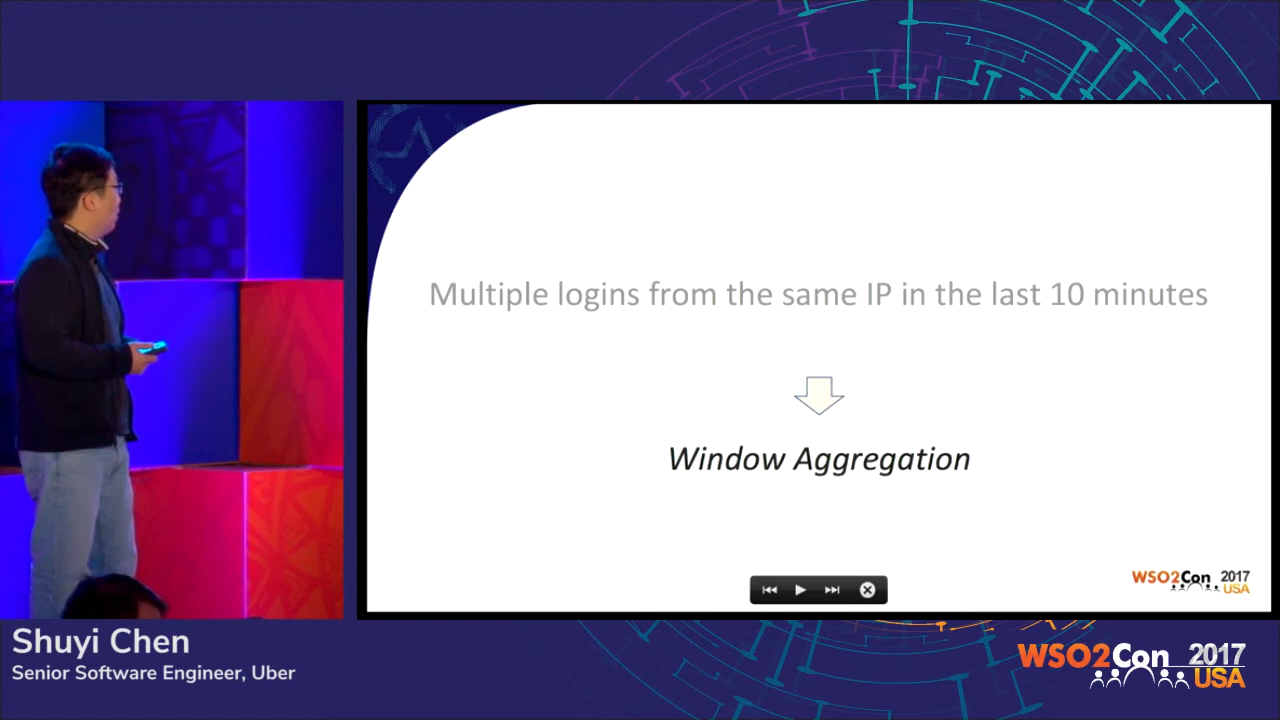 Multiple logins from the same IP in the last 10 minutes
Window Aggregation
WSO2Con 2017
USA
Shuyi Chen
Senior Software Engineer, Uber
WSO2Con 2017
USA